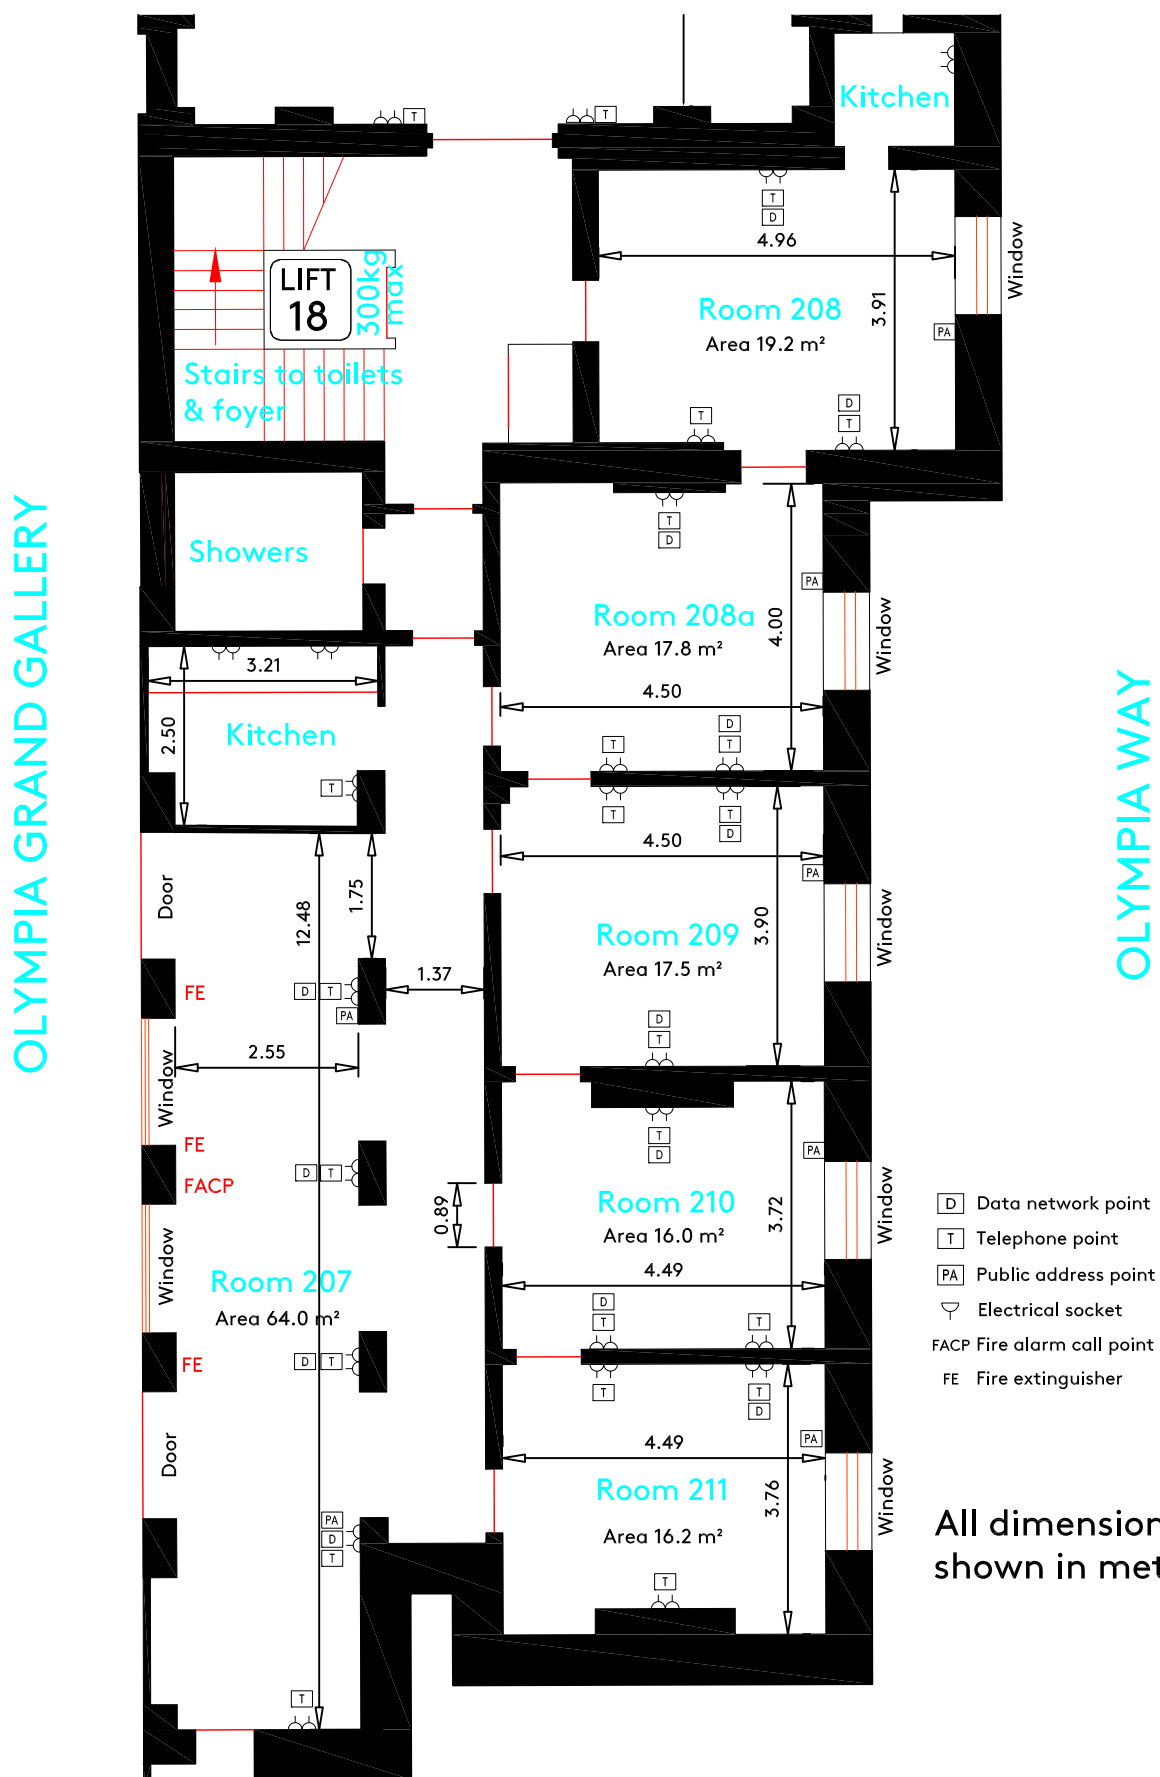 T
T
Kitchen
T
D
4.96
Window
LIFT
18
300kg
max
3.91
Room 208
Area 19.2 m²
PA
Stairs to toilets
& foyer
D
T
T
OLYMPIA GRAND GALLERY
Showers
T
D
PA
Room 208a
Area 17.8 m²
4.00
Window
3.21
4.50
2.50
Kitchen
D
T
T
T
T
T
D
4.50
PA
Door
1.75
12.48
Room 209
Area 17.5 m²
3.90
Window
OLYMPIA WAY
1.37
FE
D
T
PA
D
T
2.55
Window
FE
T
D
PA
D
T
FACP
0.89
Room 210
Area 16.0 m²
3.72
Window
4.49
Window
Room 207
Area 64.0 m²
D
T
T
FE
D
T
T
T
D
D Data network point
T Telephone point
PA Public address point
Electrical socket
FACP Fire alarm call point
FE Fire extinguisher
Door
4.49
PA
Room 211
Area 16.2 m²
3.76
Window
PA
D
T
All dimension
shown in met
T
T